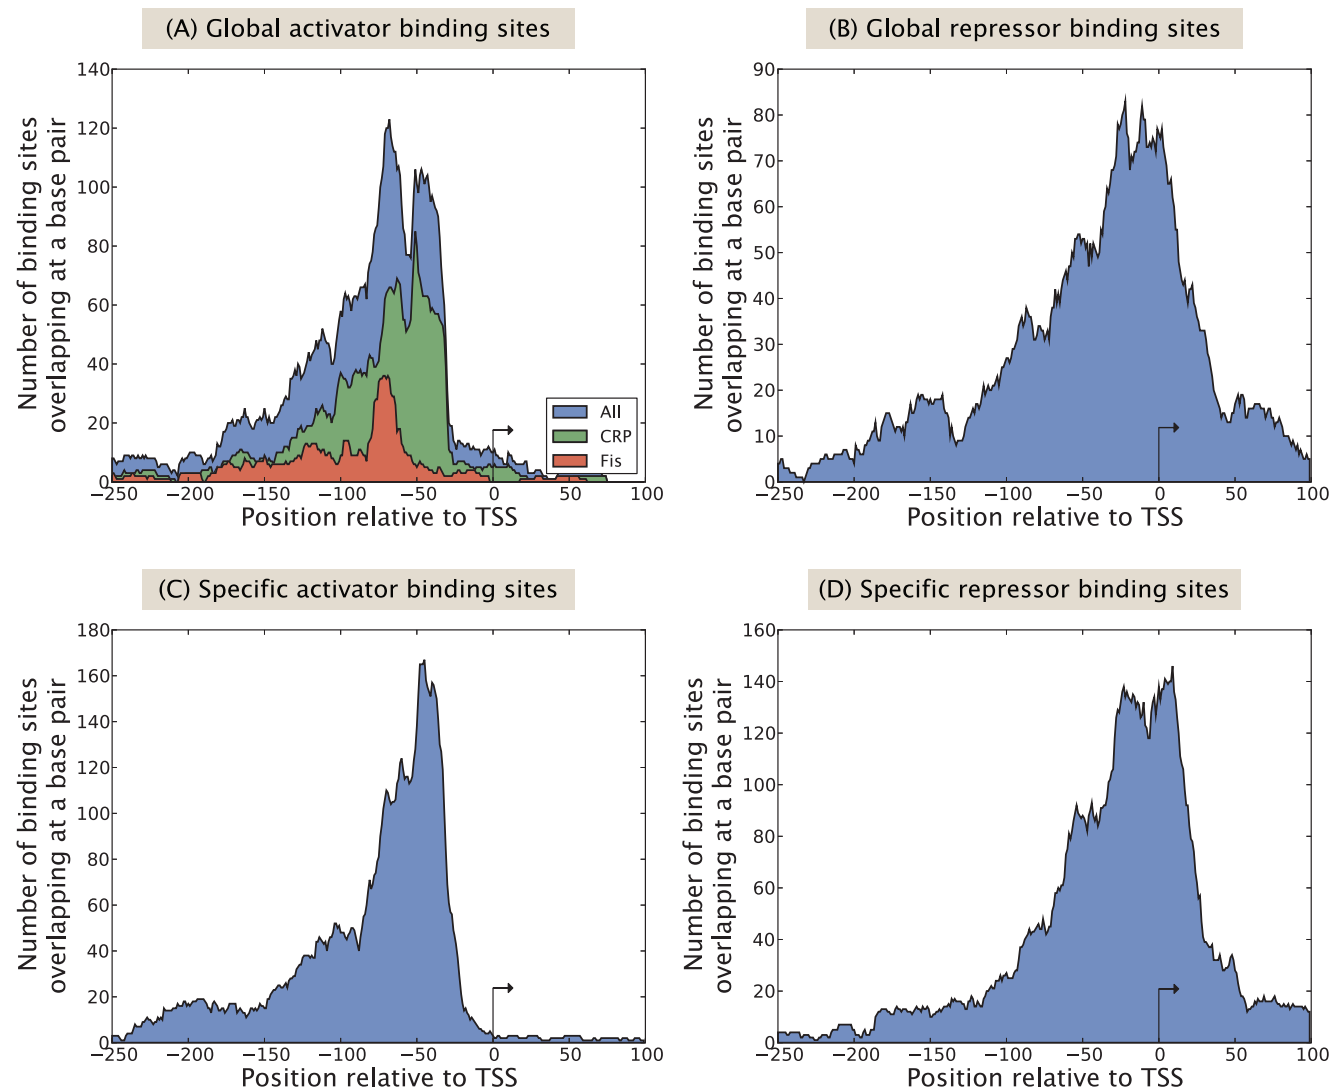 (A) Global activator binding sites
Number of binding sites
overlapping at a base pair
140
120
100
80
60
40
20
0
All
CRP
Fis
−250 −200 −150 −100 −50 0 50 100
Position relative to TSS
(B) Global repressor binding sites
Number of binding sites
overlapping at a base pair
90
80
70
60
50
40
30
20
10
0
−250 −200 −150 −100 −50 0 50 100
Position relative to TSS
(C) Specific activator binding sites
Number of binding sites
overlapping at a base pair
180
160
140
120
100
80
60
40
20
0
−250 −200 −150 −100 −50 0 50 100
Position relative to TSS
(D) Specific repressor binding sites
Number of binding sites
overlapping at a base pair
160
140
120
100
80
60
40
20
0
−250 −200 −150 −100 −50 0 50 100
Position relative to TSS